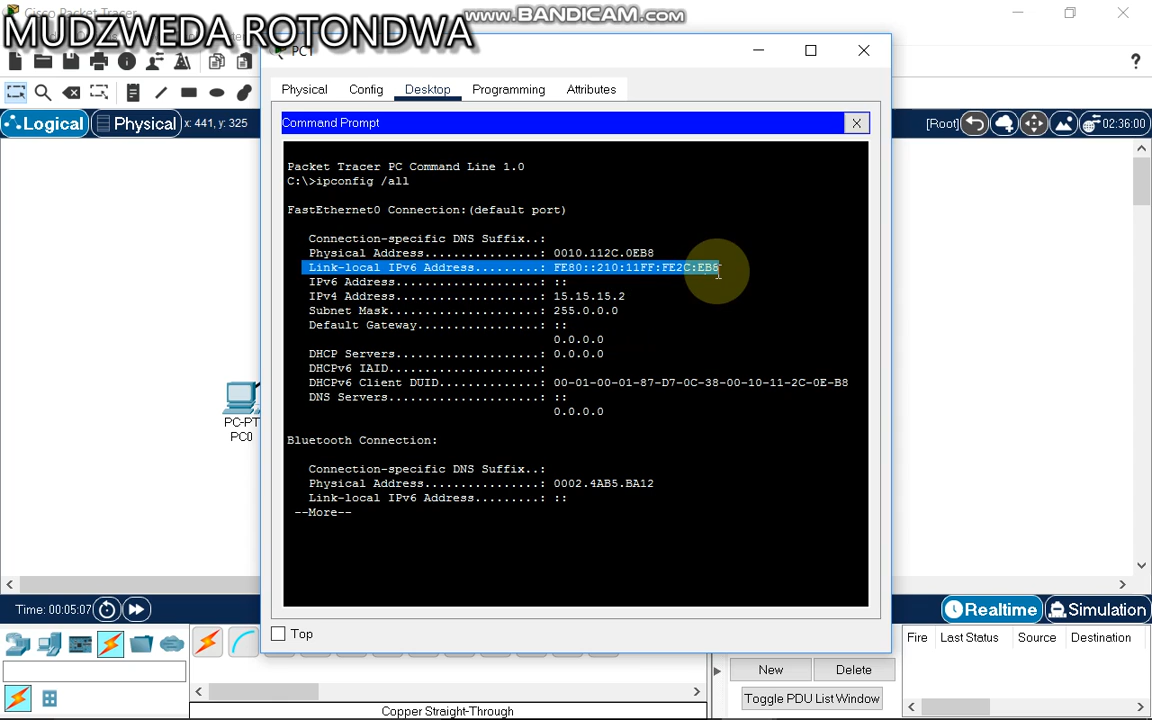 Cisco Packet Tracer
www.BANDICAM.com
MUDZWEDA ROTONDWA
PC1
Physical Config Desktop Programming Attributes
Logical Physical x: 441, y: 325
[Root] 02:36:00
Command Prompt X
Packet Tracer PC Command Line 1.0
C:\>ipconfig /all
FastEthernet0 Connection:(default port)
Connection-specific DNS Suffix..:
Physical Address................: 0010.112C.0EB8
Link-local IPv6 Address.........: FE80::210:11FF:FE2C:EB8
IPv6 Address....................: ::
IPv4 Address....................: 15.15.15.2
Subnet Mask.....................: 255.0.0.0
Default Gateway.................: ::
0.0.0.0
DHCP Servers....................: 0.0.0.0
DHCPv6 IAID.....................:
DHCPv6 Client DUID..............: 00-01-00-01-87-D7-0C-38-00-10-11-2C-0E-B8
DNS Servers.....................: ::
0.0.0.0
Bluetooth Connection:
Connection-specific DNS Suffix..:
Physical Address................: 0002.4AB5.BA12
Link-local IPv6 Address.........: ::
--More--
PC-PT
PC0
Top
Time: 00:05:07
Realtime Simulation
Fire Last Status Source Destination
New Delete
Toggle PDU List Window
Copper Straight-Through